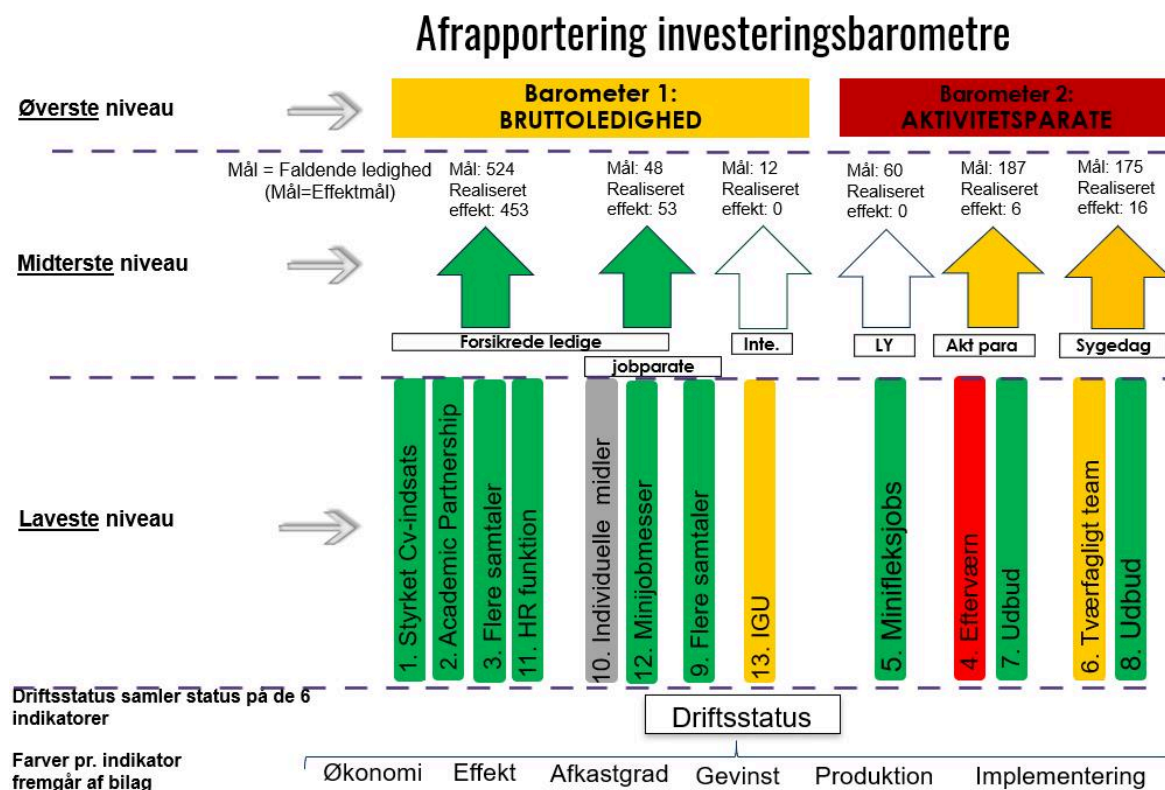 Afrapportering investeringsbarometre
Øverste niveau
Barometer 1:
BRUTTOLEDIGHED
Barometer 2:
AKTIVITETSPARATE
Mål = Faldende ledighed
(Mål=Effektmål)
Mål: 524
Realiseret
effekt: 453
Mål: 48
Realiseret
effekt: 53
Mål: 12
Realiseret
effekt: 0
Mål: 60
Realiseret
effekt: 0
Mål: 187
Realiseret
effekt: 6
Mål: 175
Realiseret
effekt: 16
Midterste niveau
Forsikrede ledige
jobparate
Inte.
LY
Akt para
Sygedag
Laveste niveau
1. Styrket Cv-indsats
2. Academic Partnership
3. Flere samtaler
11. HR funktion
10. Individuelle midler
12. Minijobmesser
9. Flere samtaler
13. IGU
5. Minifleksjobs
4. Efterværn
7. Udbud
6. Tværfagligt team
8. Udbud
Driftsstatus samler status på de 6
indikatorer
Driftsstatus
Farver pr. indikator
fremgår af bilag
Økonomi
Effekt
Afkastgrad
Gevinst
Produktion
Implementering